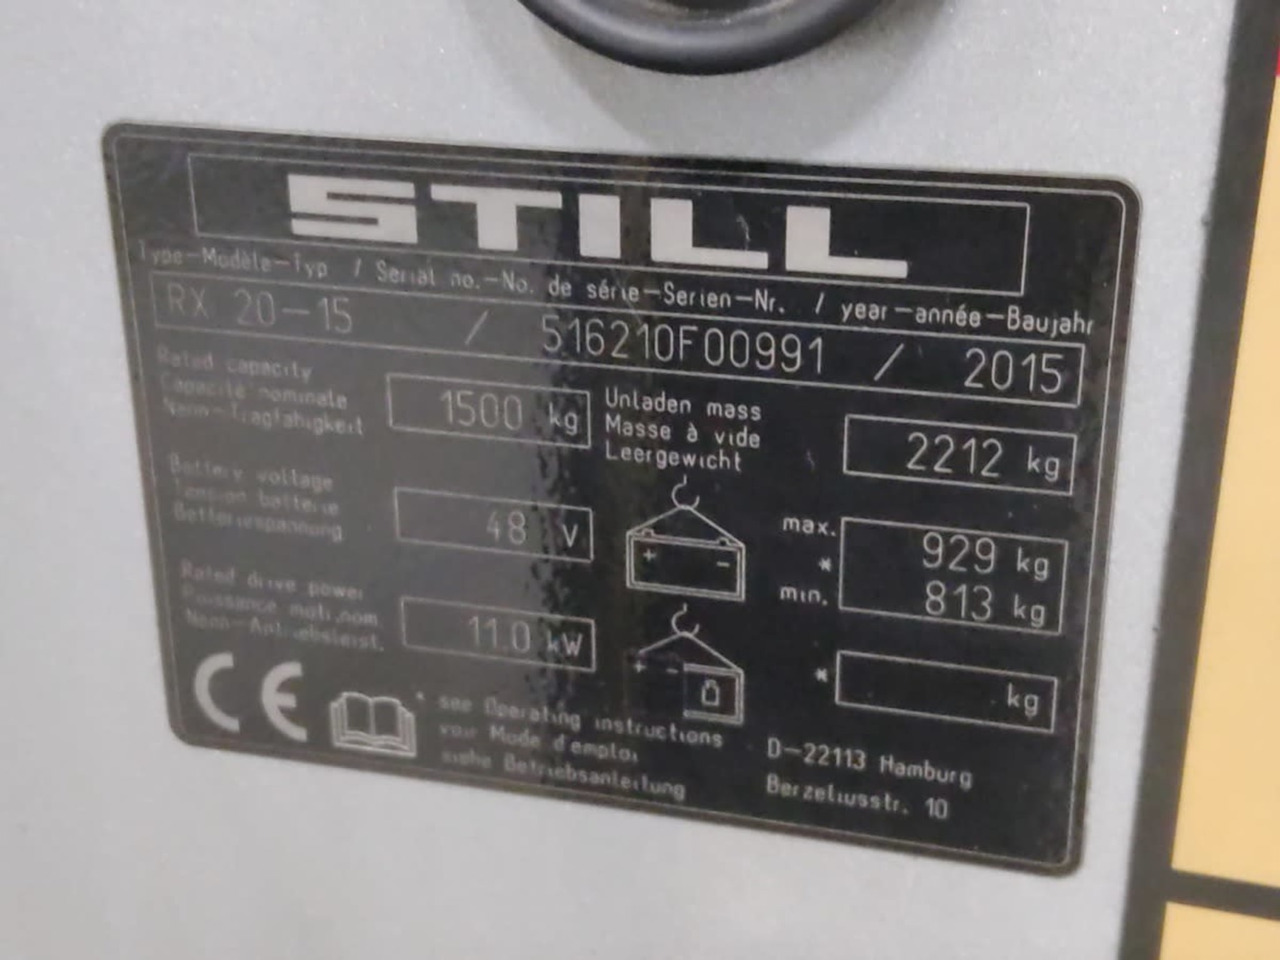 STILL
Type-Modèle-Typ / Serial no.-No. de série-Serien-Nr. / year-année-Baujahr
RX 20-15 / 516210F00991 / 2015
Rated capacity
Capacité nominale
Nenn-Tragfähigkeit
1500 kg
Unladen mass
Masse à vide
Leergewicht
2212 kg
Battery voltage
Tension batterie
Batteriespannung
48 V
+ -
max.
*
min.
929 kg
813 kg
Rated drive power
Puissance motr.nom.
Nenn-Antriebsleist.
11.0 kW
+ -
* kg
CE
* see Operating instructions
voir Mode d'emploi
siehe Betriebsanleitung
D-22113 Hamburg
Berzeliusstr. 10